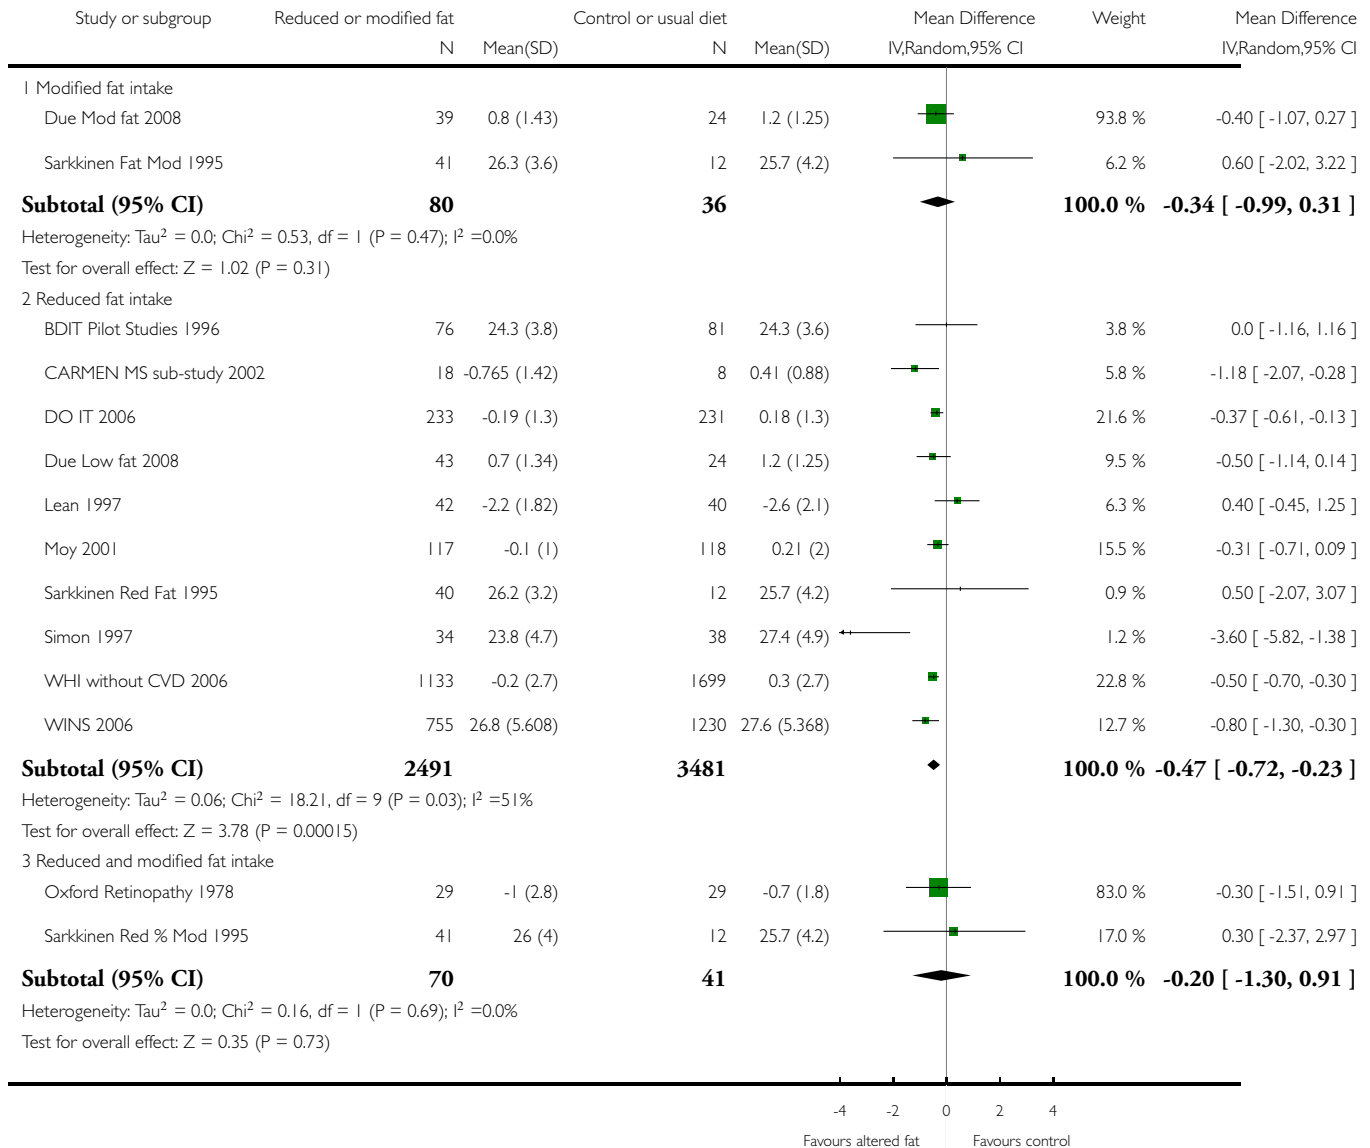 Study or subgroup Reduced or modified fat Control or usual diet Mean Difference Weight Mean Difference
N Mean(SD) N Mean(SD) IV,Random,95% CI IV,Random,95% CI
1 Modified fat intake
Due Mod fat 2008 39 0.8 (1.43) 24 1.2 (1.25) 93.8 % -0.40 [ -1.07, 0.27 ]
Sarkkinen Fat Mod 1995 41 26.3 (3.6) 12 25.7 (4.2) 6.2 % 0.60 [ -2.02, 3.22 ]
Subtotal (95% CI) 80 36 100.0 % -0.34 [ -0.99, 0.31 ]
Heterogeneity: Tau² = 0.0; Chi² = 0.53, df = 1 (P = 0.47); I² =0.0%
Test for overall effect: Z = 1.02 (P = 0.31)
2 Reduced fat intake
BDIT Pilot Studies 1996 76 24.3 (3.8) 81 24.3 (3.6) 3.8 % 0.0 [ -1.16, 1.16 ]
CARMEN MS sub-study 2002 18 -0.765 (1.42) 8 0.41 (0.88) 5.8 % -1.18 [ -2.07, -0.28 ]
DO IT 2006 233 -0.19 (1.3) 231 0.18 (1.3) 21.6 % -0.37 [ -0.61, -0.13 ]
Due Low fat 2008 43 0.7 (1.34) 24 1.2 (1.25) 9.5 % -0.50 [ -1.14, 0.14 ]
Lean 1997 42 -2.2 (1.82) 40 -2.6 (2.1) 6.3 % 0.40 [ -0.45, 1.25 ]
Moy 2001 117 -0.1 (1) 118 0.21 (2) 15.5 % -0.31 [ -0.71, 0.09 ]
Sarkkinen Red Fat 1995 40 26.2 (3.2) 12 25.7 (4.2) 0.9 % 0.50 [ -2.07, 3.07 ]
Simon 1997 34 23.8 (4.7) 38 27.4 (4.9) 1.2 % -3.60 [ -5.82, -1.38 ]
WHI without CVD 2006 1133 -0.2 (2.7) 1699 0.3 (2.7) 22.8 % -0.50 [ -0.70, -0.30 ]
WINS 2006 755 26.8 (5.608) 1230 27.6 (5.368) 12.7 % -0.80 [ -1.30, -0.30 ]
Subtotal (95% CI) 2491 3481 100.0 % -0.47 [ -0.72, -0.23 ]
Heterogeneity: Tau² = 0.06; Chi² = 18.21, df = 9 (P = 0.03); I² =51%
Test for overall effect: Z = 3.78 (P = 0.00015)
3 Reduced and modified fat intake
Oxford Retinopathy 1978 29 -1 (2.8) 29 -0.7 (1.8) 83.0 % -0.30 [ -1.51, 0.91 ]
Sarkkinen Red % Mod 1995 41 26 (4) 12 25.7 (4.2) 17.0 % 0.30 [ -2.37, 2.97 ]
Subtotal (95% CI) 70 41 100.0 % -0.20 [ -1.30, 0.91 ]
Heterogeneity: Tau² = 0.0; Chi² = 0.16, df = 1 (P = 0.69); I² =0.0%
Test for overall effect: Z = 0.35 (P = 0.73)
-4 -2 0 2 4
Favours altered fat Favours control